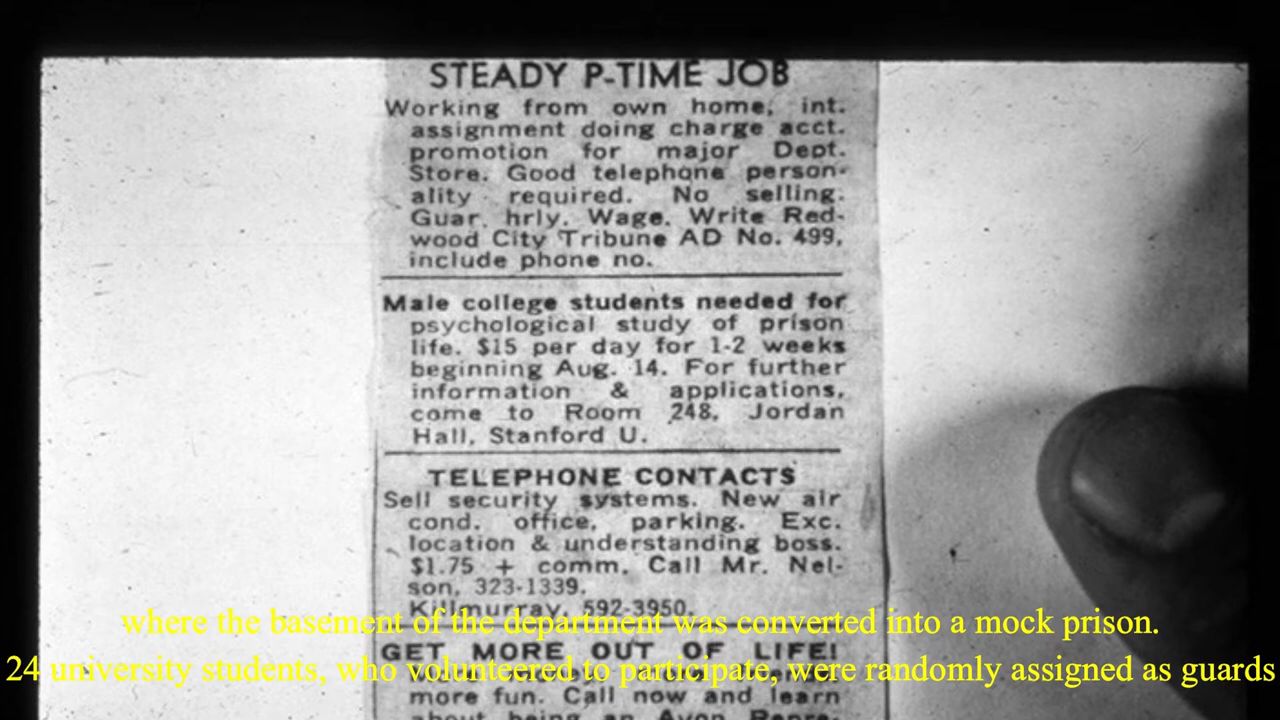 STEADY P-TIME JOB
Working from own home, int.
assignment doing charge acct.
promotion for major Dept.
Store. Good telephone person-
ality required. No selling.
Guar. hrly. Wage. Write Red-
wood City Tribune AD No. 499,
include phone no.
Male college students needed for
psychological study of prison
life. $15 per day for 1-2 weeks
beginning Aug. 14. For further
information & applications,
come to Room 248, Jordan
Hall, Stanford U.
TELEPHONE CONTACTS
Sell security systems. New air
cond. office, parking. Exc.
location & understanding boss.
$1.75 + comm. Call Mr. Nel-
son, 323-1339.
Killmurray, 592-3950.
where the basement of the department was converted into a mock prison.
GET MORE OUT OF LIFE!
24 university students, who volunteered to participate, were randomly assigned as guards
more fun. Call now and learn
about being an Avon Repre-